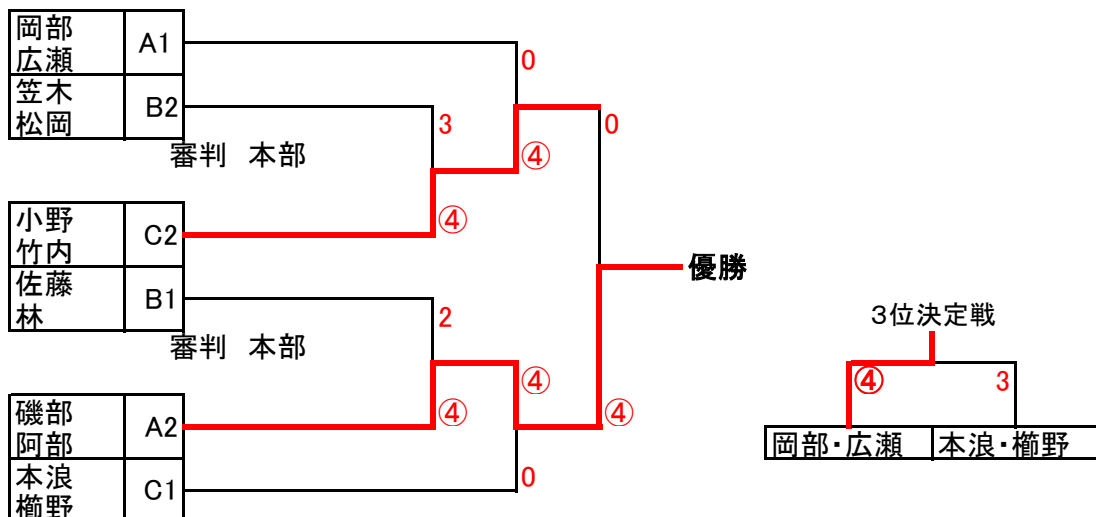 岡部
広瀬
A1
0
笠木
松岡
B2
3
0
審判 本部
④
小野
竹内
C2
④
優勝
佐藤
林
B1
2
審判 本部
④
磯部
阿部
A2
④
④
本浪
櫛野
C1
0
3位決定戦
④
3
岡部・広瀬
本浪・櫛野